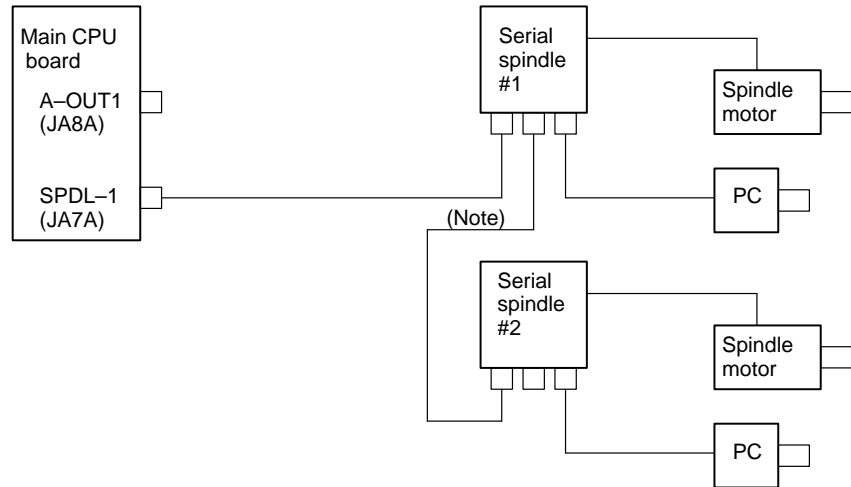 Main CPU
board
A–OUT1
(JA8A)
SPDL–1
(JA7A)
Serial
spindle
#1
Spindle
motor
PC
(Note)
Serial
spindle
#2
Spindle
motor
PC